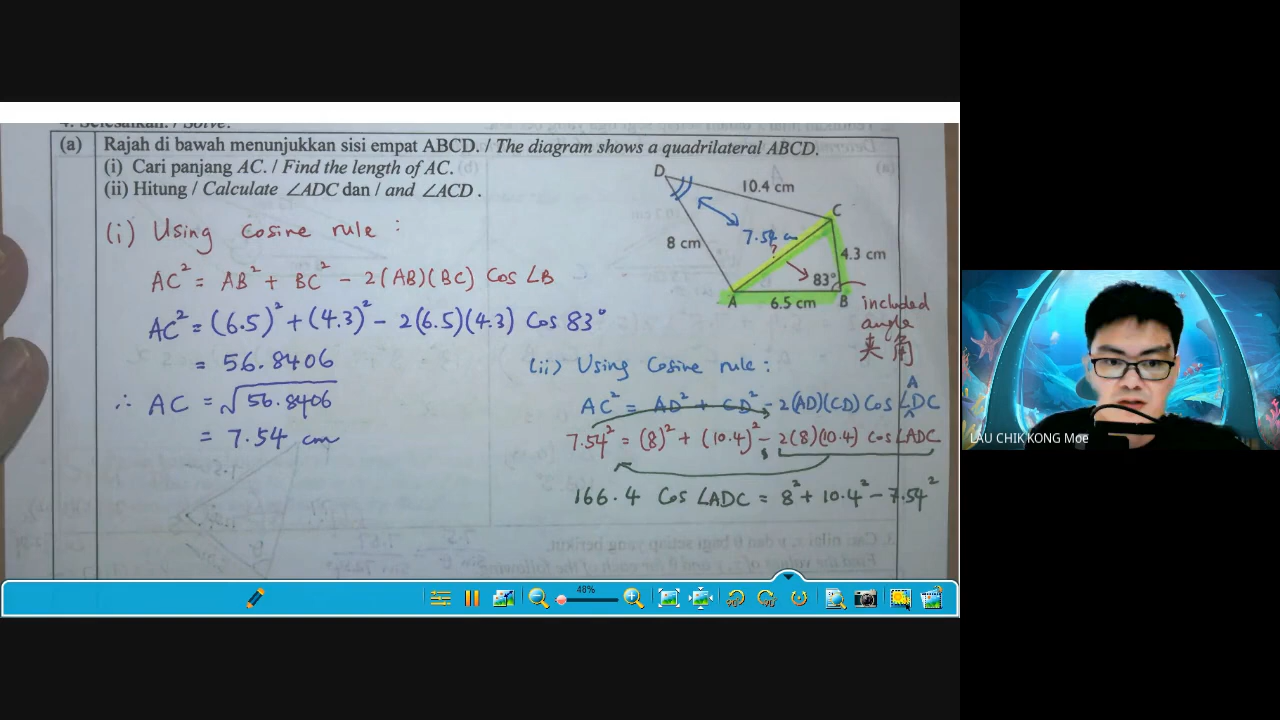 4. Selesaikan. / Solve.
(a) Rajah di bawah menunjukkan sisi empat ABCD. / The diagram shows a quadrilateral ABCD.
(i) Cari panjang AC. / Find the length of AC.
(ii) Hitung / Calculate ∠ADC dan / and ∠ACD .
D
10.4 cm
C
8 cm
7.54 cm
?
4.3 cm
83°
A
6.5 cm
B
included
angle
夹角
(i) Using cosine rule :
AC² = AB² + BC² - 2(AB)(BC) Cos ∠B
AC² = (6.5)² + (4.3)² - 2(6.5)(4.3) Cos 83°
= 56.8406
∴ AC = √56.8406
= 7.54 cm
(ii) Using Cosine rule :
AC² = AD² + CD² - 2(AD)(CD) Cos ∠DC
A
7.54² = (8)² + (10.4)² - 2(8)(10.4) cos ∠ADC
166.4 Cos ∠ADC = 8² + 10.4² - 7.54²
48%
LAU CHIK KONG Moe